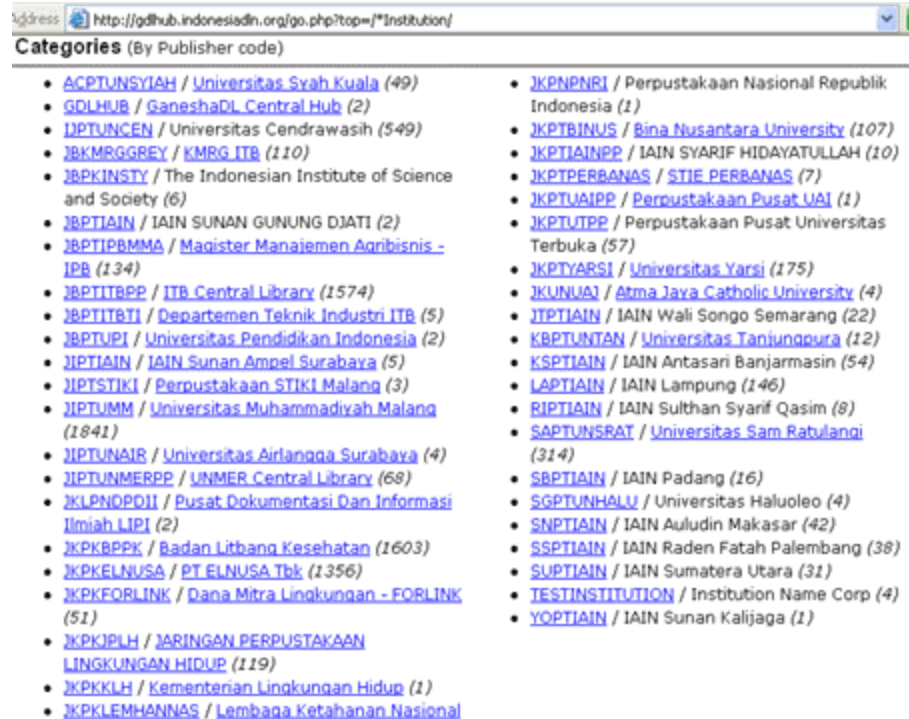 Address http://gdlhub.indonesiadln.org/go.php?top=/*Institution/
Categories (By Publisher code)
ACPTUNSYIAH / Universitas Syah Kuala (49)
GDLHUB / GaneshaDL Central Hub (2)
IJPTUNCEN / Universitas Cendrawasih (549)
JBKMRGGREY / KMRG ITB (110)
JBPKINSTY / The Indonesian Institute of Science
and Society (6)
JBPTIAIN / IAIN SUNAN GUNUNG DJATI (2)
JBPTIPBMMA / Magister Manajemen Agribisnis -
IPB (134)
JBPTITBPP / ITB Central Library (1574)
JBPTITBTI / Departemen Teknik Industri ITB (5)
JBPTUPI / Universitas Pendidikan Indonesia (2)
JIPTIAIN / IAIN Sunan Ampel Surabaya (5)
JIPTSTIKI / Perpustakaan STIKI Malang (3)
JIPTUMM / Universitas Muhammadiyah Malang
(1841)
JIPTUNAIR / Universitas Airlangga Surabaya (4)
JIPTUNMERPP / UNMER Central Library (68)
JKLPNDPDII / Pusat Dokumentasi Dan Informasi
Ilmiah LIPI (2)
JKPKBPPK / Badan Litbang Kesehatan (1603)
JKPKELNUSA / PT ELNUSA Tbk (1356)
JKPKFORLINK / Dana Mitra Lingkungan - FORLINK
(51)
JKPKJPLH / JARINGAN PERPUSTAKAAN
LINGKUNGAN HIDUP (119)
JKPKKLH / Kementerian Lingkungan Hidup (1)
JKPKLEMHANNAS / Lembaga Ketahanan Nasional
JKPNPNRI / Perpustakaan Nasional Republik
Indonesia (1)
JKPTBINUS / Bina Nusantara University (107)
JKPTIAINPP / IAIN SYARIF HIDAYATULLAH (10)
JKPTPERBANAS / STIE PERBANAS (7)
JKPTUAIPP / Perpustakaan Pusat UAI (1)
JKPTUTPP / Perpustakaan Pusat Universitas
Terbuka (57)
JKPTYARSI / Universitas Yarsi (175)
JKUNUAJ / Atma Jaya Catholic University (4)
JTPTIAIN / IAIN Wali Songo Semarang (22)
KBPTUNTAN / Universitas Tanjungpura (12)
KSPTIAIN / IAIN Antasari Banjarmasin (54)
LAPTIAIN / IAIN Lampung (146)
RIPTIAIN / IAIN Sulthan Syarif Qasim (8)
SAPTUNSRAT / Universitas Sam Ratulangi
(314)
SBPTIAIN / IAIN Padang (16)
SGPTUNHALU / Universitas Haluoleo (4)
SNPTIAIN / IAIN Auludin Makasar (42)
SSPTIAIN / IAIN Raden Fatah Palembang (38)
SUPTIAIN / IAIN Sumatera Utara (31)
TESTINSTITUTION / Institution Name Corp (4)
YOPTIAIN / IAIN Sunan Kalijaga (1)